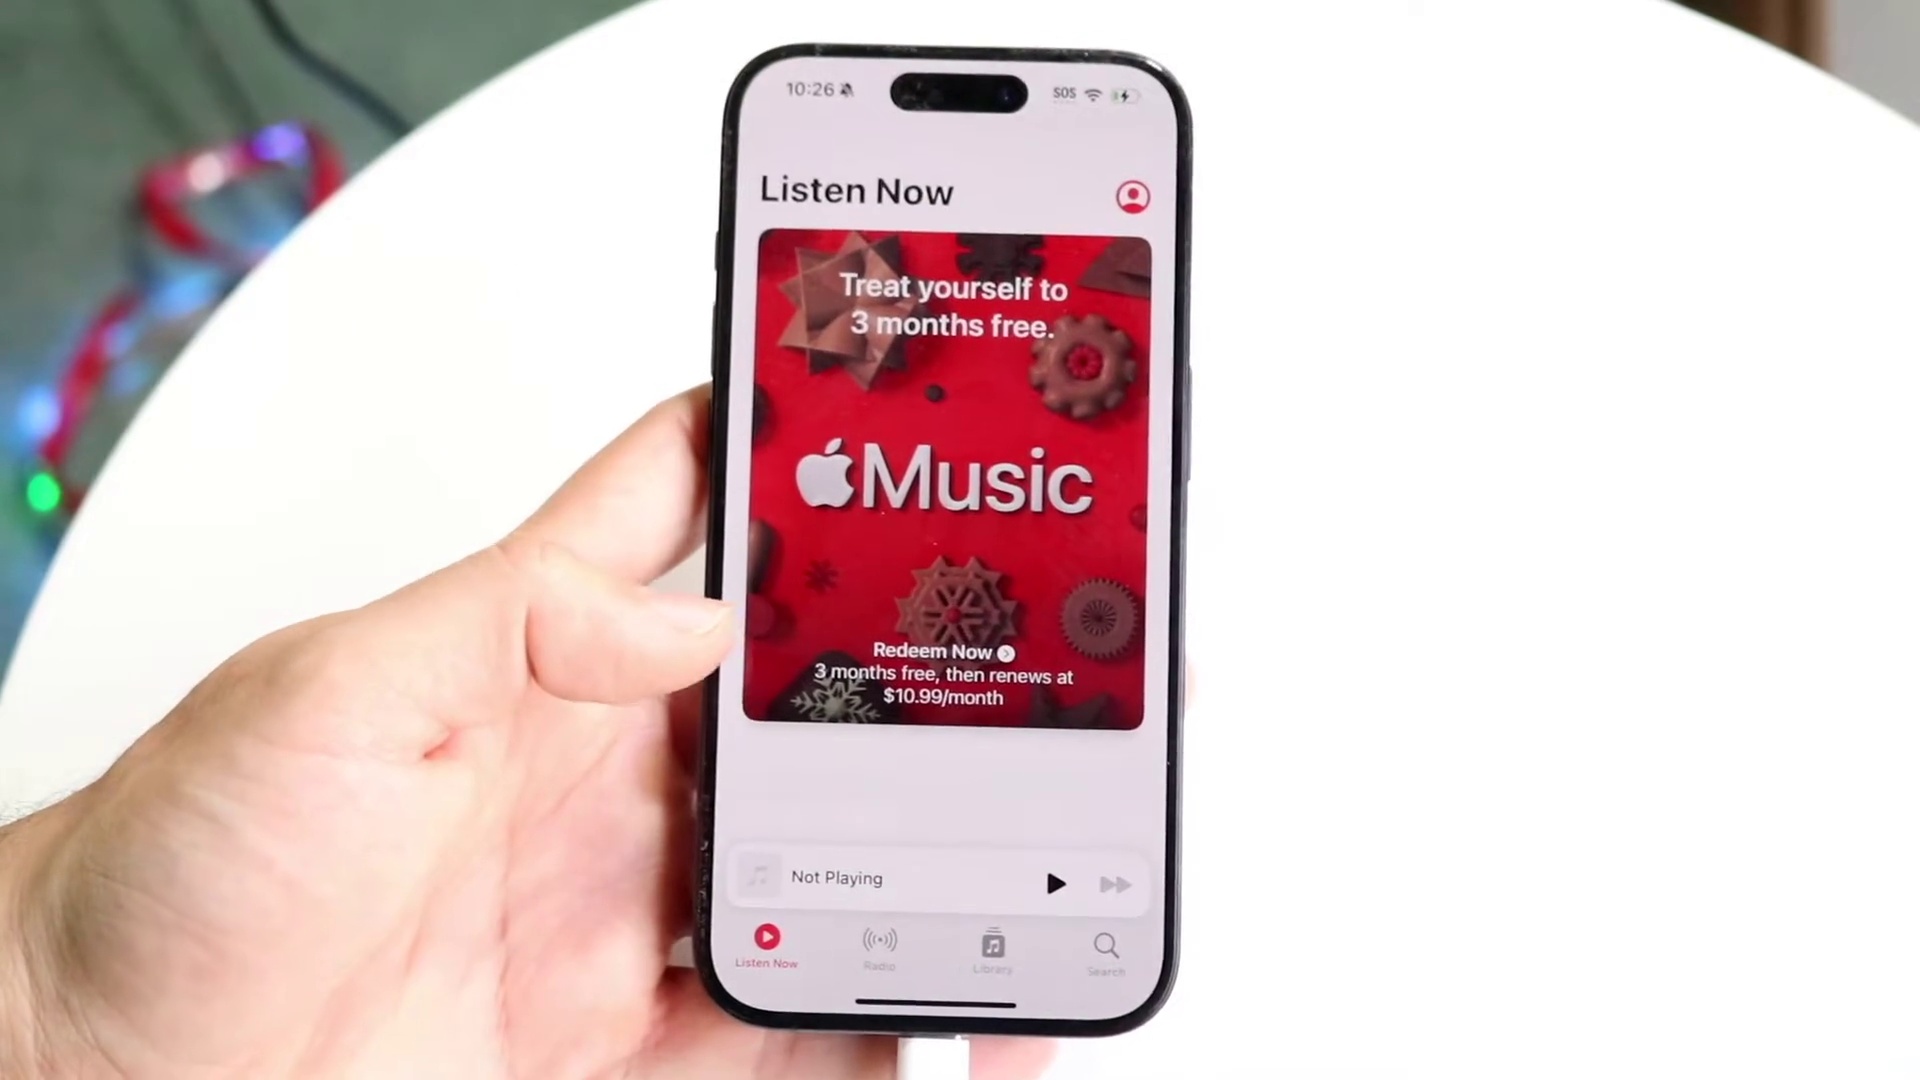 10:26
SOS
Listen Now
Treat yourself to
3 months free.
Music
Redeem Now
3 months free, then renews at
$10.99/month
Not Playing
Listen Now
Radio
Library
Search